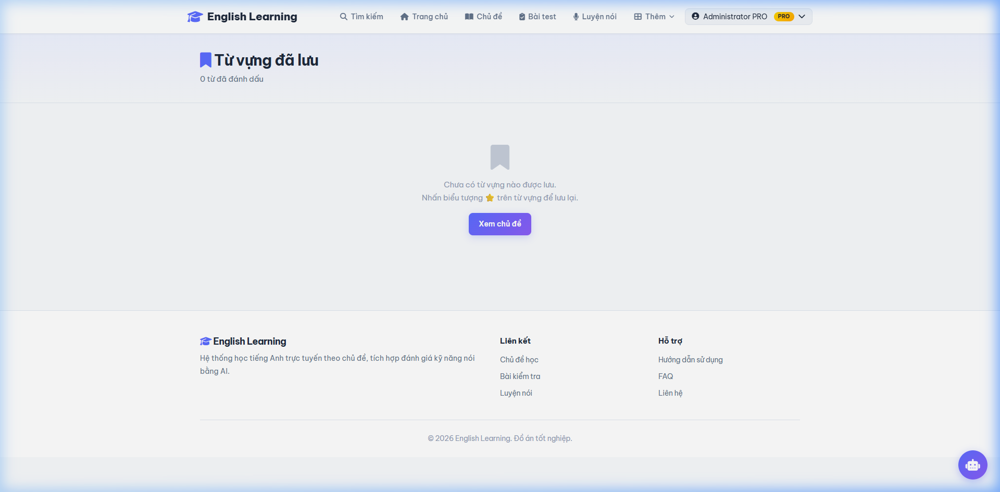 English Learning
Tìm kiếm
Trang chủ
Chủ đề
Bài test
Luyện nói
Thêm
Administrator PRO
PRO
Từ vựng đã lưu
0 từ đã đánh dấu
Chưa có từ vựng nào được lưu.
Nhấn biểu tượng ⭐ trên từ vựng để lưu lại.
Xem chủ đề
English Learning
Hệ thống học tiếng Anh trực tuyến theo chủ đề, tích hợp đánh giá kỹ năng nói
bằng AI.
Liên kết
Chủ đề học
Bài kiểm tra
Luyện nói
Hỗ trợ
Hướng dẫn sử dụng
FAQ
Liên hệ
© 2026 English Learning. Đồ án tốt nghiệp.